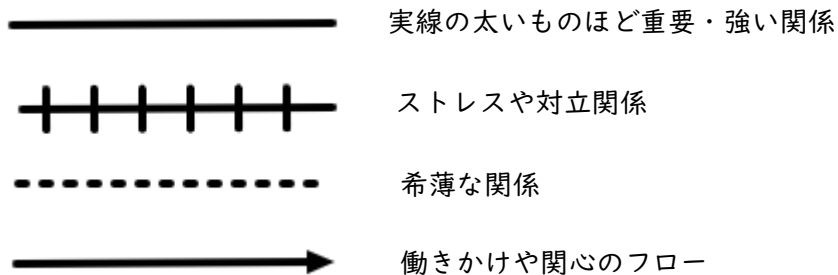 実線の太いものほど重要・強い関係
ストレスや対立関係
希薄な関係
働きかけや関心のフロー